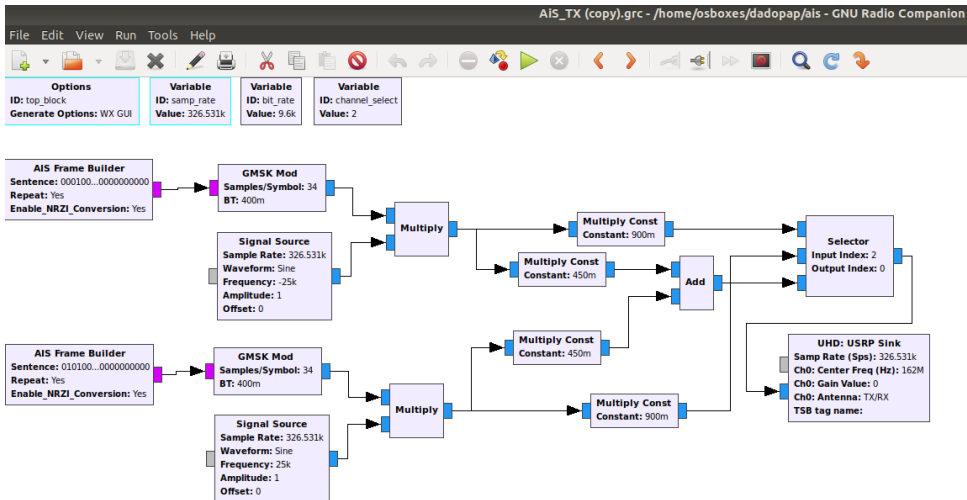 AiS_TX (copy).grc - /home/osboxes/dadopap/ais - GNU Radio Companion
File Edit View Run Tools Help
Options
ID: top_block
Generate Options: WX GUI
Variable
ID: samp_rate
Value: 326.531k
Variable
ID: bit_rate
Value: 9.6k
Variable
ID: channel_select
Value: 2
AIS Frame Builder
Sentence: 000100...0000000000
Repeat: Yes
Enable_NRZI_Conversion: Yes
GMSK Mod
Samples/Symbol: 34
BT: 400m
Signal Source
Sample Rate: 326.531k
Waveform: Sine
Frequency: -25k
Amplitude: 1
Offset: 0
Multiply
Multiply Const
Constant: 900m
Multiply Const
Constant: 450m
Add
Selector
Input Index: 2
Output Index: 0
Multiply Const
Constant: 450m
UHD: USRP Sink
Samp Rate (Sps): 326.531k
Ch0: Center Freq (Hz): 162M
Ch0: Gain Value: 0
Ch0: Antenna: TX/RX
TSB tag name:
AIS Frame Builder
Sentence: 010100...0000000000
Repeat: Yes
Enable_NRZI_Conversion: Yes
GMSK Mod
Samples/Symbol: 34
BT: 400m
Multiply
Multiply Const
Constant: 900m
Signal Source
Sample Rate: 326.531k
Waveform: Sine
Frequency: 25k
Amplitude: 1
Offset: 0